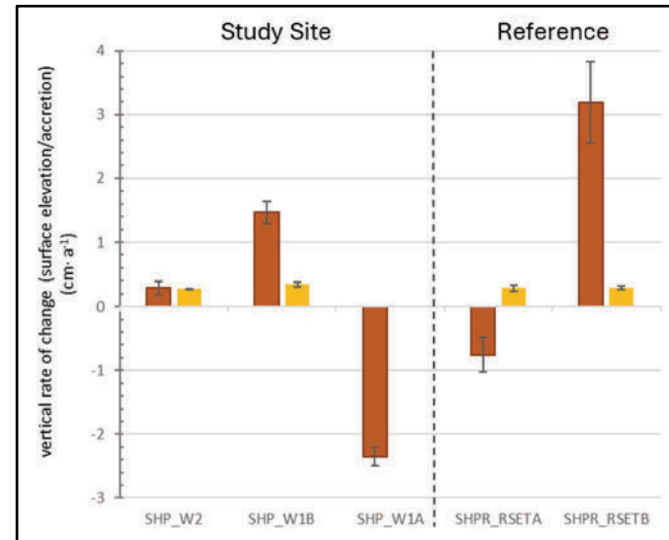 Study Site
Reference
vertical rate of change (surface elevation/accretion)
(cm· a⁻¹)
4
3
2
1
0
-1
-2
-3
SHP_W2
SHP_W1B
SHP_W1A
SHPR_RSETA
SHPR_RSETB